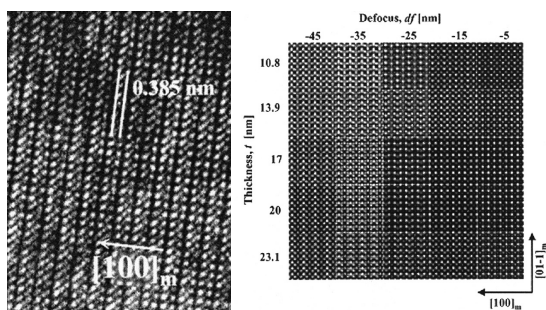 0.385 nm
[100]m
Defocus, df [nm]
-45 -35 -25 -15 -5
Thickness, t [nm]
10.8
13.9
17
20
23.1
[01-1]m
[100]m